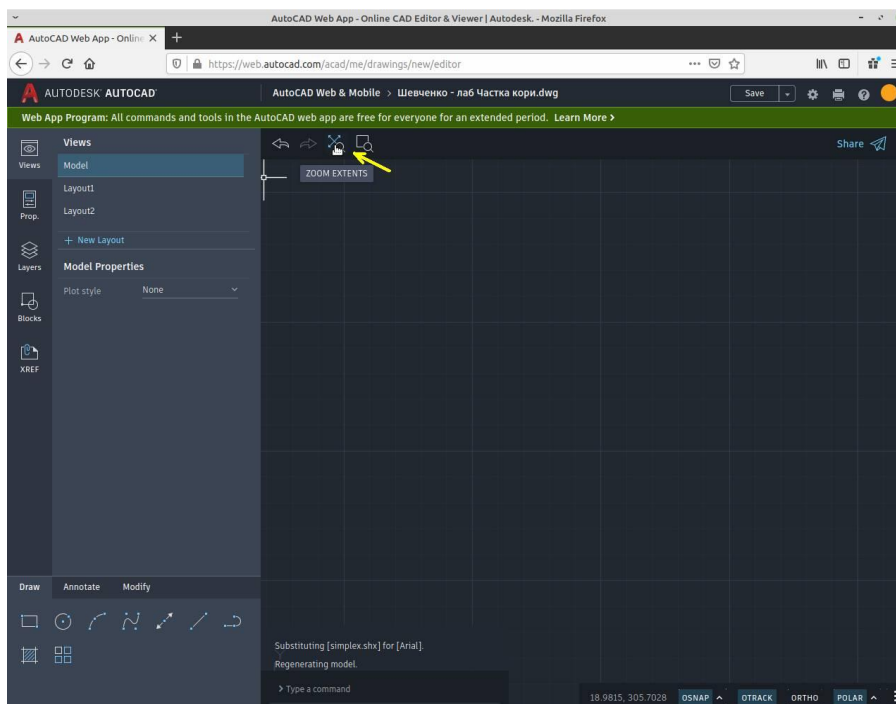 AutoCAD Web App - Online CAD Editor & Viewer | Autodesk. - Mozilla Firefox
AutoCAD Web App - Online
https://web.autocad.com/acad/me/drawings/new/editor
AUTODESK® AUTOCAD®
AutoCAD Web & Mobile > Шевченко - лаб Частка кори.dwg
Save
Web App Program: All commands and tools in the AutoCAD web app are free for everyone for an extended period. Learn More >
Views
Views
Model
Layout1
Layout2
+ New Layout
Model Properties
Plot style None
Prop.
Layers
Blocks
XREF
ZOOM EXTENTS
Share
Draw Annotate Modify
Substituting [simplex.shx] for [Arial].
Regenerating model.
> Type a command
18.9815, 305.7028 OSNAP OTRACK ORTHO POLAR